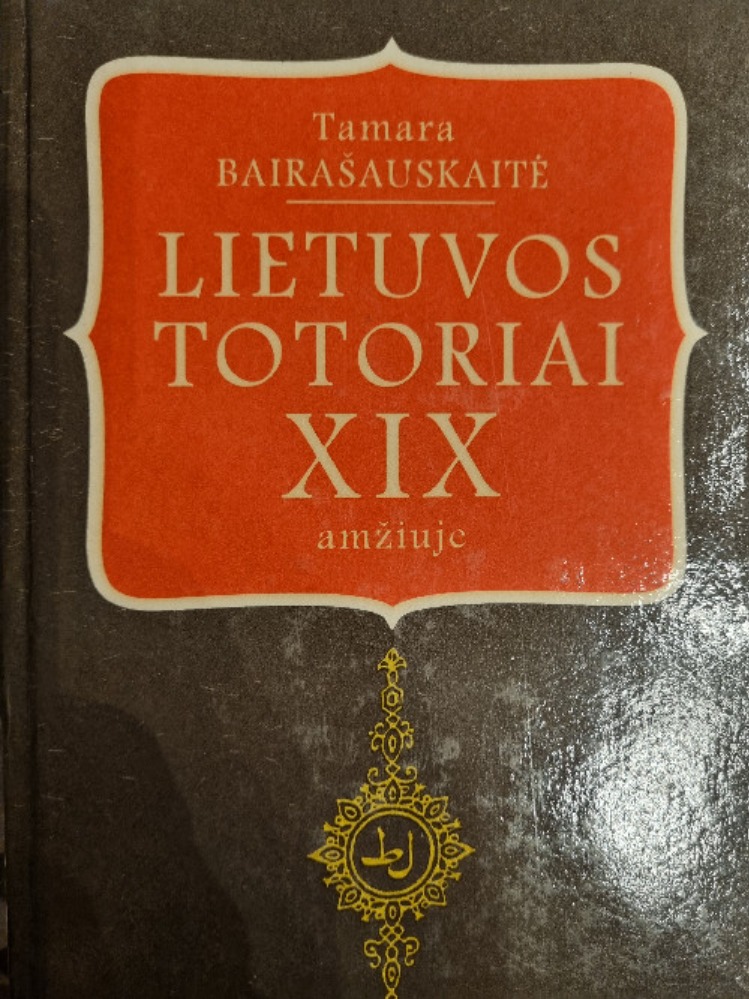 Tamara
BAIRAŠAUSKAITĖ
LIETUVOS
TOTORIAI
XIX
amžiuje
ل ط